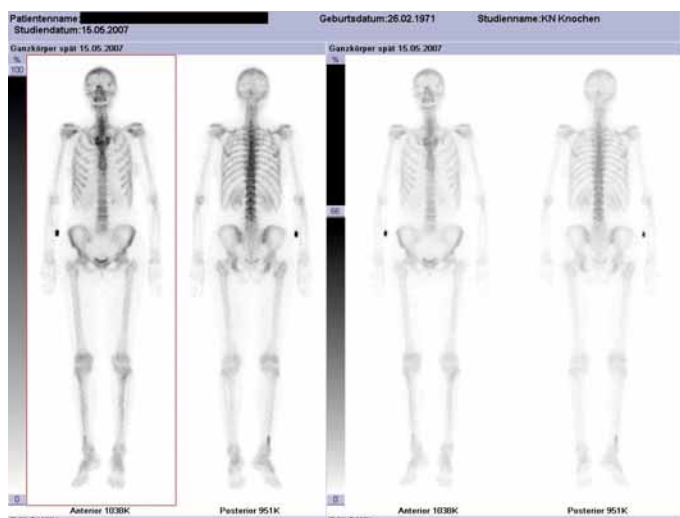 Patientenname: Geburtsdatum:26.02.1971 Studienname:KN Knochen
Studiendatum:15.05.2007
Ganzkörper spät 15.05.2007 Ganzkörper spät 15.05.2007
% %
100
66
0 0
Anterior 1038K Posterior 951K Anterior 1038K Posterior 951K